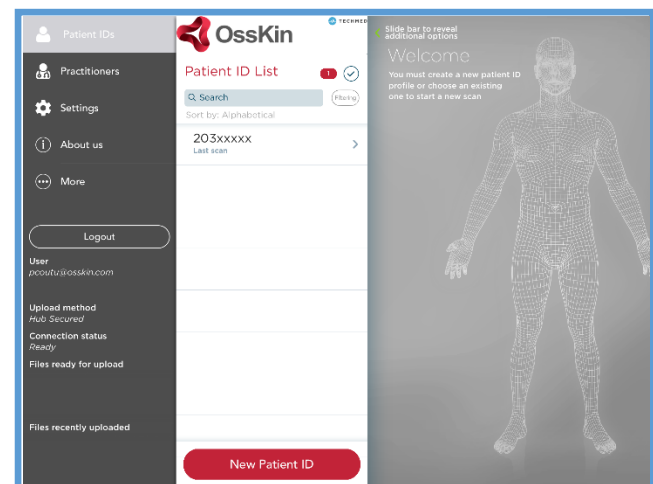 Patient IDs
Practitioners
Settings
About us
More
Logout
User
pcoutu@osskin.com
Upload method
Hub Secured
Connection status
Ready
Files ready for upload
Files recently uploaded
OssKin
TECHMED
Patient ID List
1
Search
Filtering
Sort by: Alphabetical
203xxxxx
Last scan
New Patient ID
Slide bar to reveal
additional options
Welcome
You must create a new patient ID
profile or choose an existing
one to start a new scan